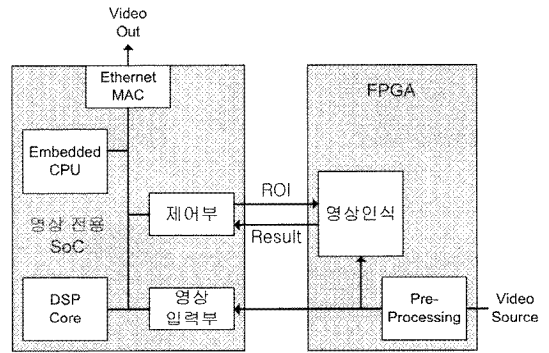 Video
Out
Ethernet
MAC
FPGA
Embedded
CPU
ROI
제어부
영상인식
Result
영상 전용
SoC
DSP
Core
영상
입력부
Pre-
Processing
Video
Source